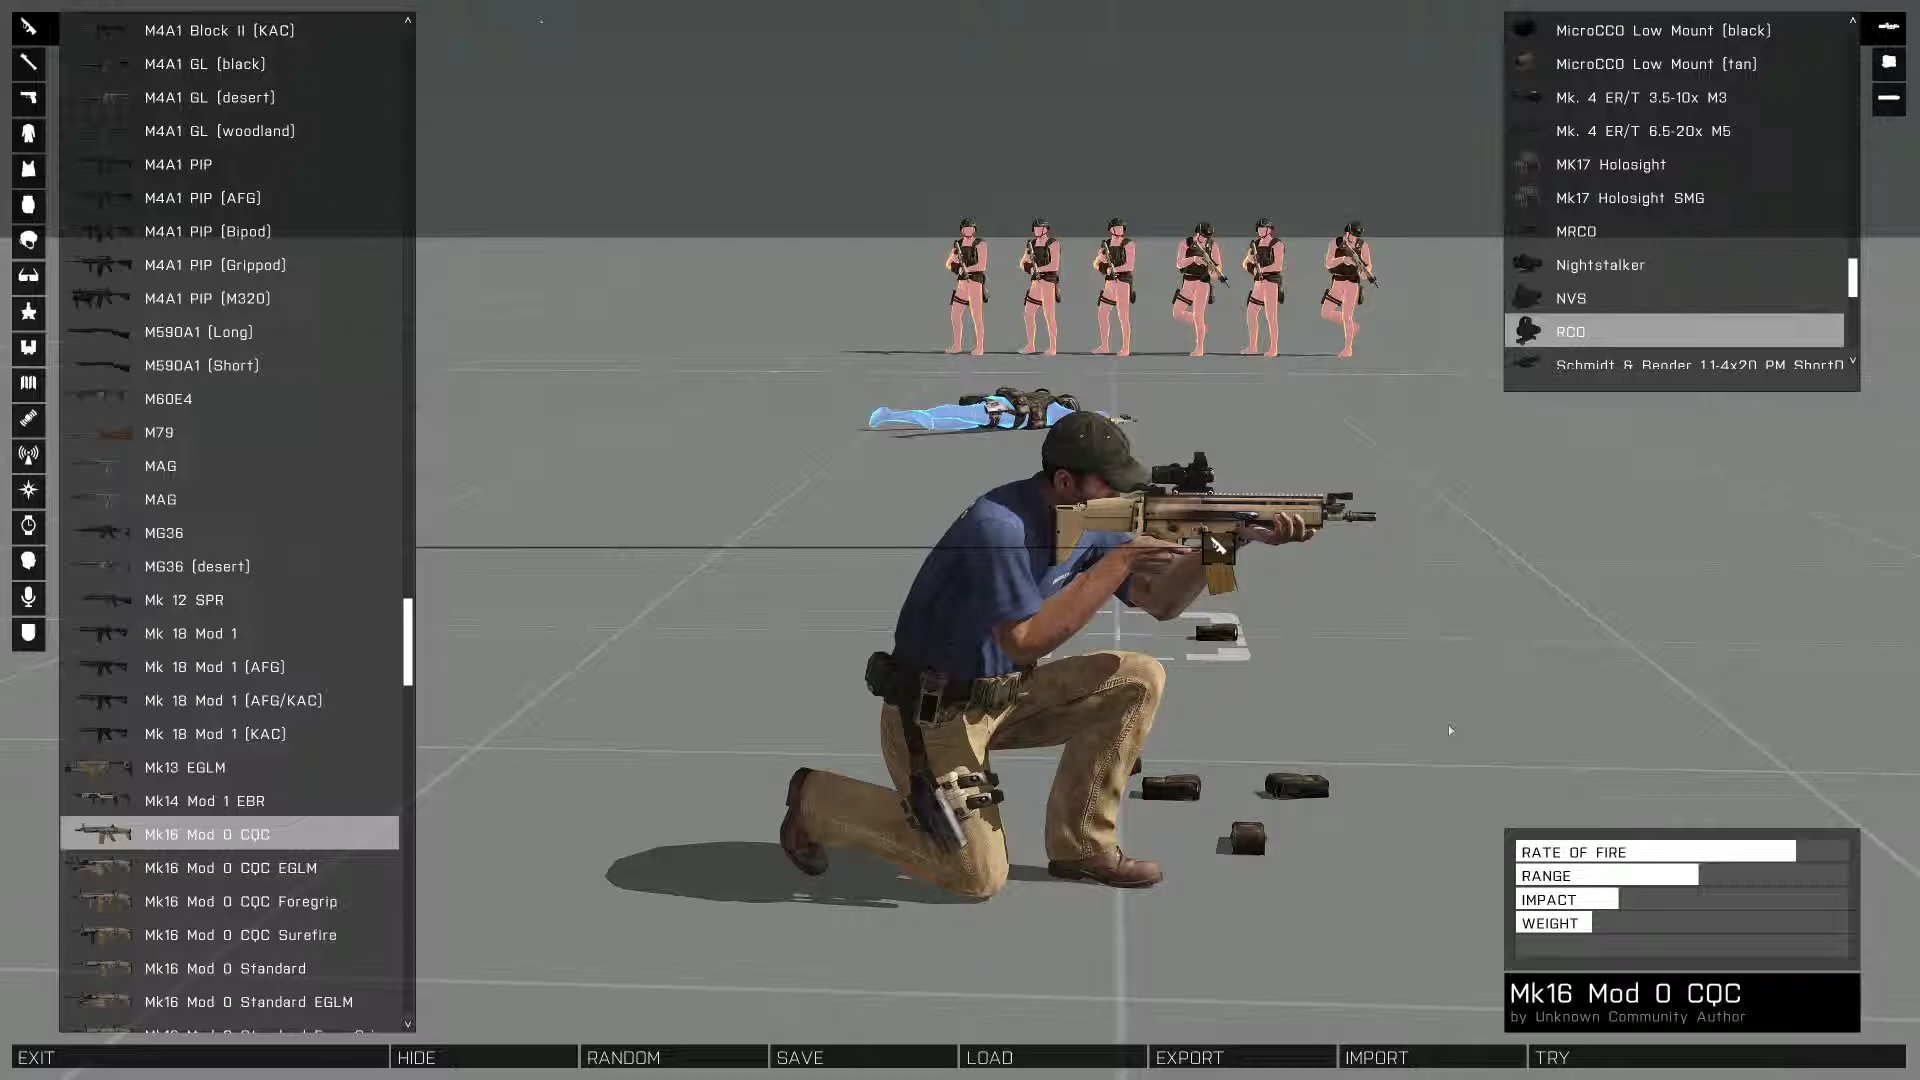 M4A1 Block II (KAC)
M4A1 GL (black)
M4A1 GL (desert)
M4A1 GL (woodland)
M4A1 PIP
M4A1 PIP (AFG)
M4A1 PIP (Bipod)
M4A1 PIP (Grippod)
M4A1 PIP (M320)
M590A1 (Long)
M590A1 (Short)
M60E4
M79
MAG
MAG
MG36
MG36 (desert)
Mk 12 SPR
Mk 18 Mod 1
Mk 18 Mod 1 (AFG)
Mk 18 Mod 1 (AFG/KAC)
Mk 18 Mod 1 (KAC)
Mk13 EGLM
Mk14 Mod 1 EBR
Mk16 Mod 0 CQC
Mk16 Mod 0 CQC EGLM
Mk16 Mod 0 CQC Foregrip
Mk16 Mod 0 CQC Surefire
Mk16 Mod 0 Standard
Mk16 Mod 0 Standard EGLM
MicroCCO Low Mount (black)
MicroCCO Low Mount (tan)
Mk. 4 ER/T 3.5-10x M3
Mk. 4 ER/T 6.5-20x M5
MK17 Holosight
Mk17 Holosight SMG
MRCO
Nightstalker
NVS
RCO
Schmidt & Bender 1.1-4x20 PM ShortD
RATE OF FIRE
RANGE
IMPACT
WEIGHT
Mk16 Mod 0 CQC
by Unknown Community Author
EXIT
HIDE
RANDOM
SAVE
LOAD
EXPORT
IMPORT
TRY